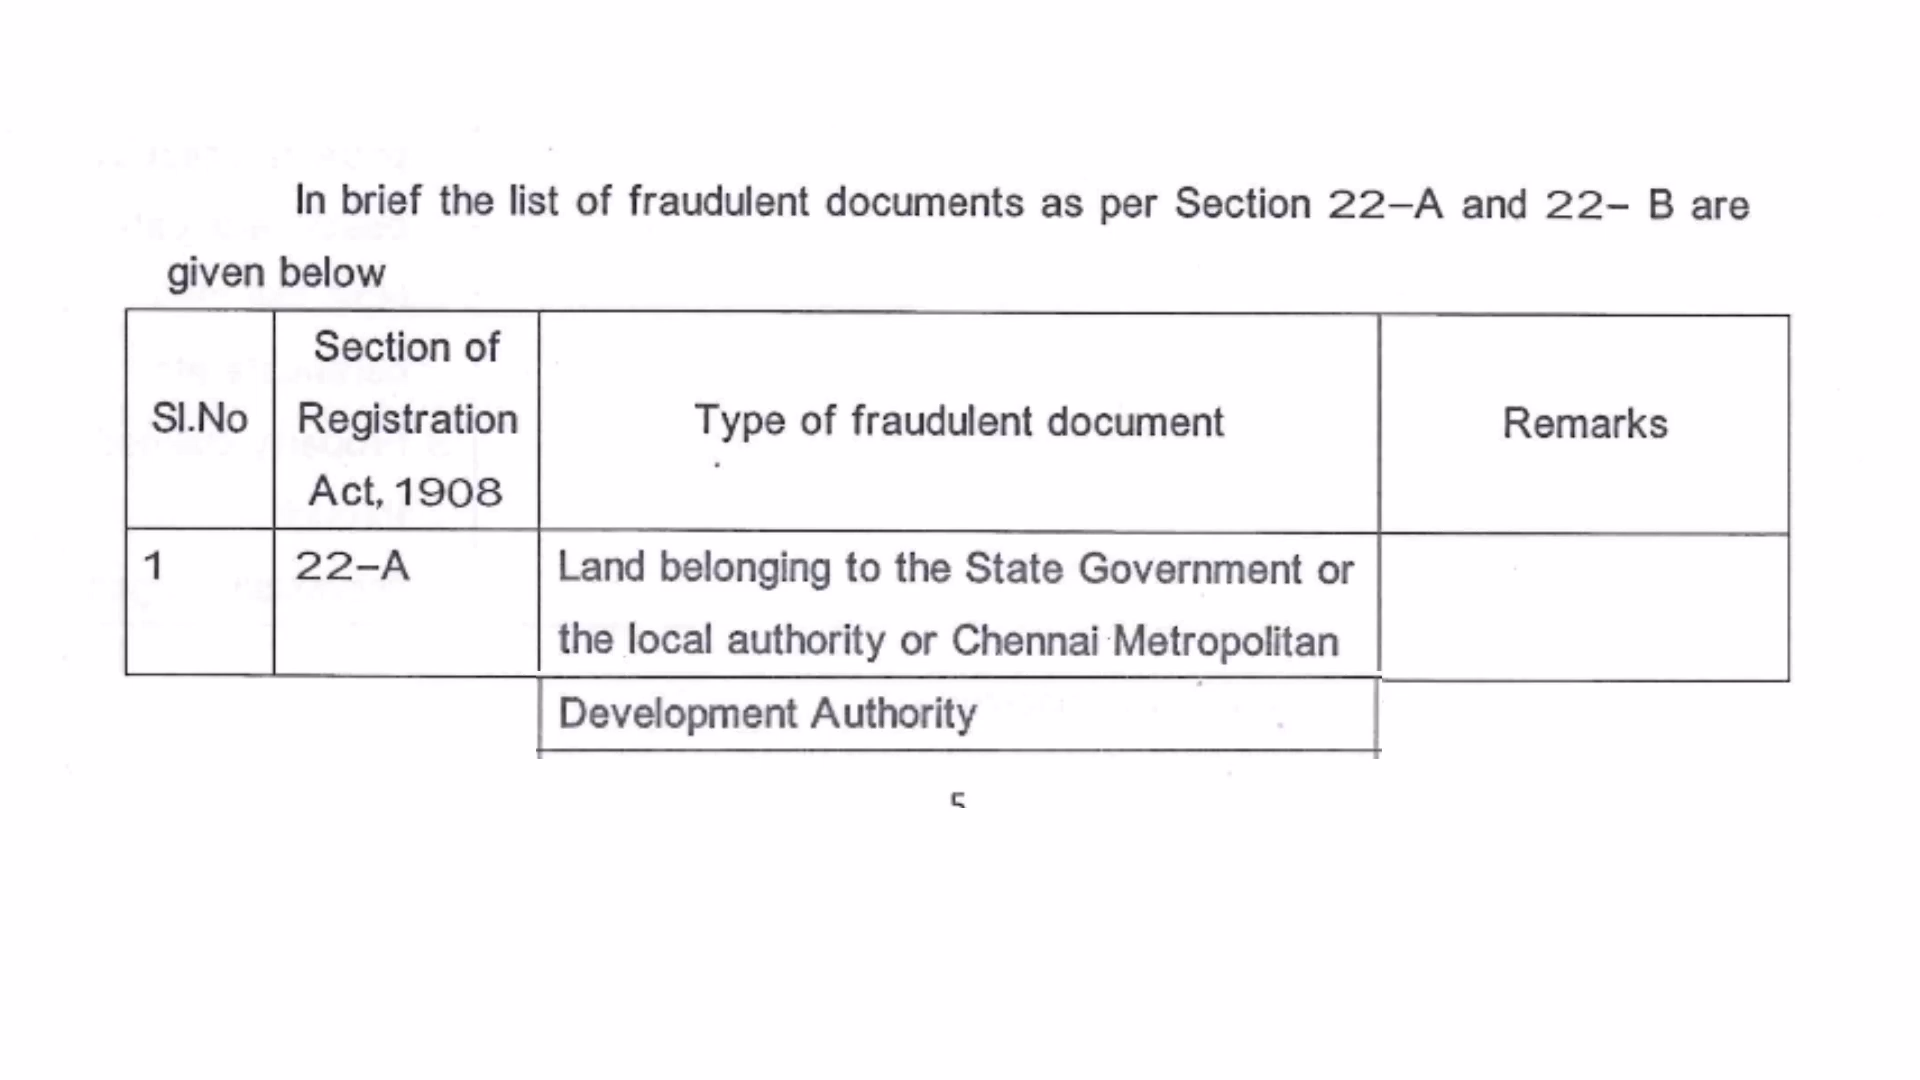 In brief the list of fraudulent documents as per Section 22-A and 22- B are
given below
Sl.No
Section of
Registration
Act, 1908
Type of fraudulent document
Remarks
1
22-A
Land belonging to the State Government or
the local authority or Chennai Metropolitan
Development Authority
5